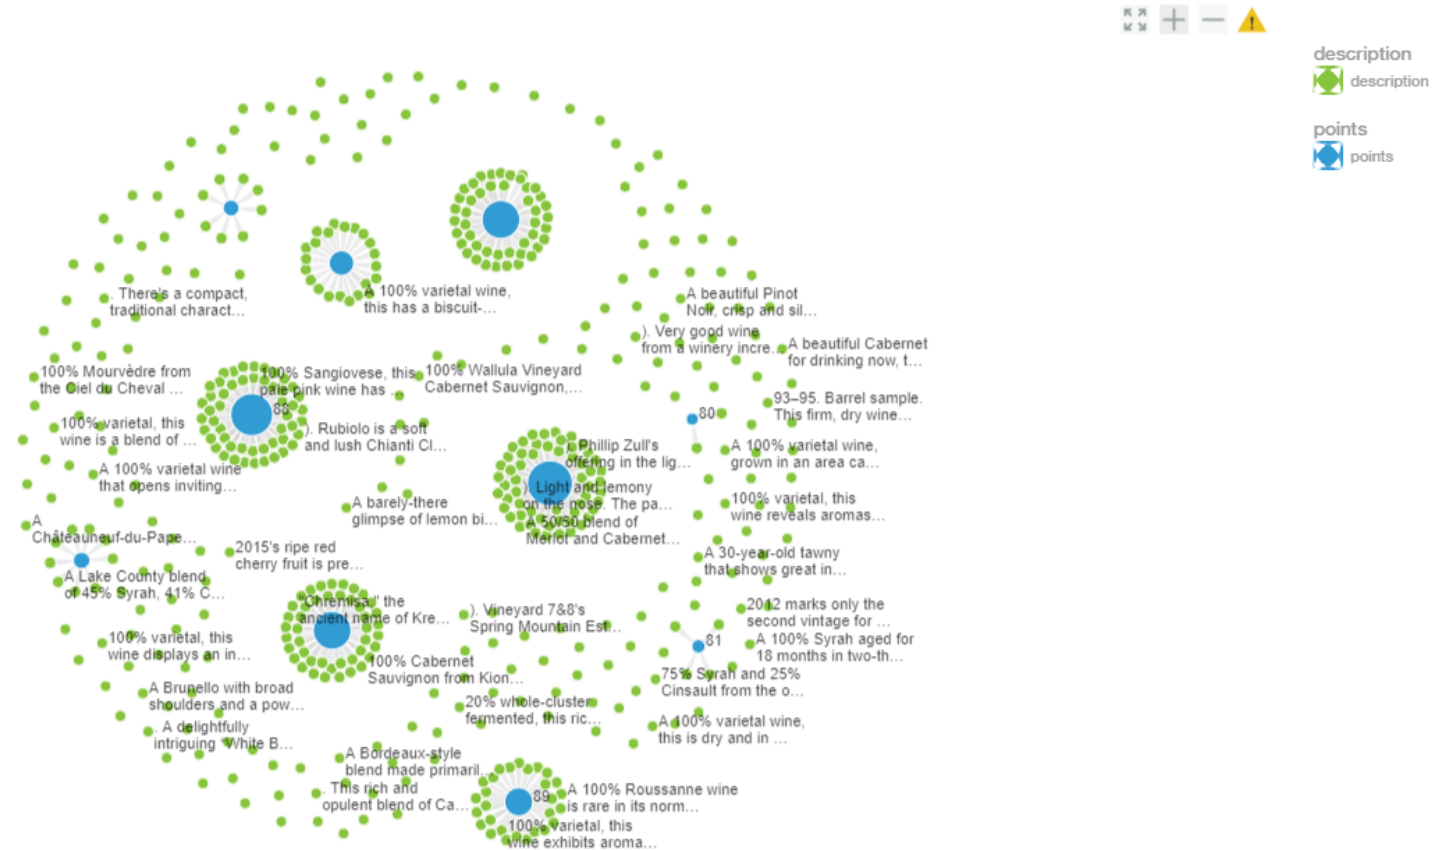 description
description
points
points
. There's a compact,
traditional charact...
A 100% varietal wine,
this has a biscuit-...
A beautiful Pinot
Noir, crisp and sil...
). Very good wine
from a winery incre...
A beautiful Cabernet
for drinking now, t...
100% Mourvèdre from
the Ciel du Cheval ...
100% Sangiovese, this
pale pink wine has ...
100% Wallula Vineyard
Cabernet Sauvignon,...
88
93–95. Barrel sample.
This firm, dry wine...
80
100% varietal, this
wine is a blend of ...
). Rubiolo is a soft
and lush Chianti Cl...
). Phillip Zull's
offering in the lig...
A 100% varietal wine,
grown in an area ca...
A 100% varietal wine
that opens inviting...
). Light and lemony
on the nose. The pa...
A barely-there
glimpse of lemon bi...
100% varietal, this
wine reveals aromas...
A 50/50 blend of
Merlot and Cabernet...
A
Châteauneuf-du-Pape...
2015's ripe red
cherry fruit is pre...
A 30-year-old tawny
that shows great in...
A Lake County blend
of 45% Syrah, 41% C...
"Chremisa," the
ancient name of Kre...
). Vineyard 7&8's
Spring Mountain Est...
2012 marks only the
second vintage for ...
100% varietal, this
wine displays an in...
81
A 100% Syrah aged for
18 months in two-th...
100% Cabernet
Sauvignon from Kion...
75% Syrah and 25%
Cinsault from the o...
A Brunello with broad
shoulders and a pow...
20% whole-cluster
fermented, this ric...
A 100% varietal wine,
this is dry and in ...
. A delightfully
intriguing "White B...
A Bordeaux-style
blend made primaril...
. This rich and
opulent blend of Ca...
89
A 100% Roussanne wine
is rare in its norm...
100% varietal, this
wine exhibits aroma...